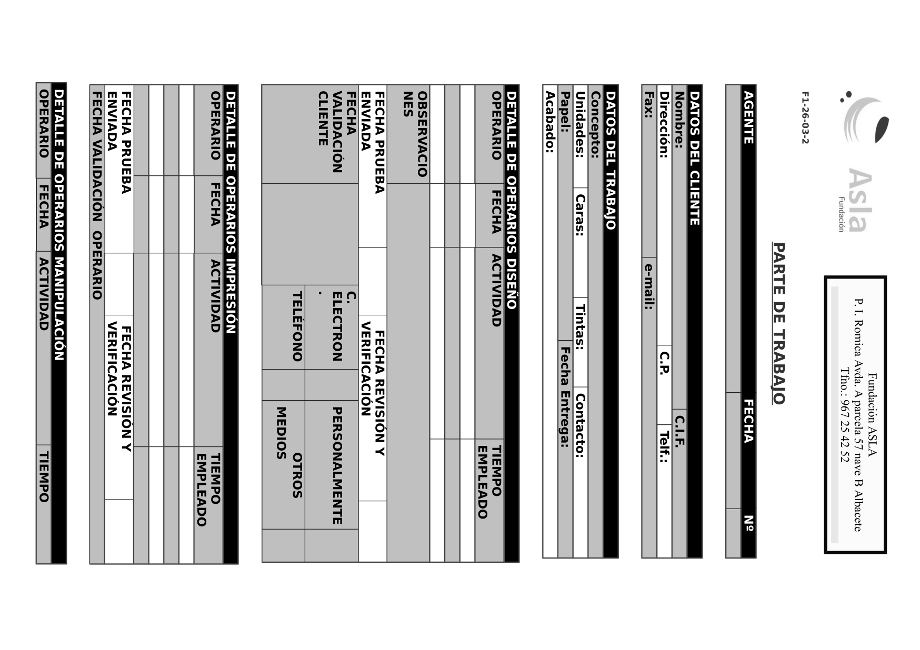 Asla
Fundación
Fundación ASLA
P. I. Romica Avda. A parcela 57 nave B Albacete
Tfno.: 967 25 42 52
F1-26-03-2
PARTE DE TRABAJO
AGENTE FECHA Nº
DATOS DEL CLIENTE
Nombre: C.I.F.
Dirección: C.P. Telf.:
Fax: e-mail:
DATOS DEL TRABAJO
Concepto:
Unidades: Caras: Tintas: Contacto:
Papel: Fecha Entrega:
Acabado:
DETALLE DE OPERARIOS DISEÑO
OPERARIO FECHA ACTIVIDAD TIEMPO
EMPLEADO
OBSERVACIO
NES
FECHA PRUEBA FECHA REVISIÓN Y
ENVIADA VERIFICACIÓN
FECHA
VALIDACIÓN
CLIENTE
C.
ELECTRON
.
PERSONALMENTE
TELÉFONO
OTROS
MEDIOS
DETALLE DE OPERARIOS IMPRESIÓN
OPERARIO FECHA ACTIVIDAD TIEMPO
EMPLEADO
FECHA PRUEBA FECHA REVISIÓN Y
ENVIADA VERIFICACIÓN
FECHA VALIDACIÓN OPERARIO
DETALLE DE OPERARIOS MANIPULACIÓN
OPERARIO FECHA ACTIVIDAD TIEMPO